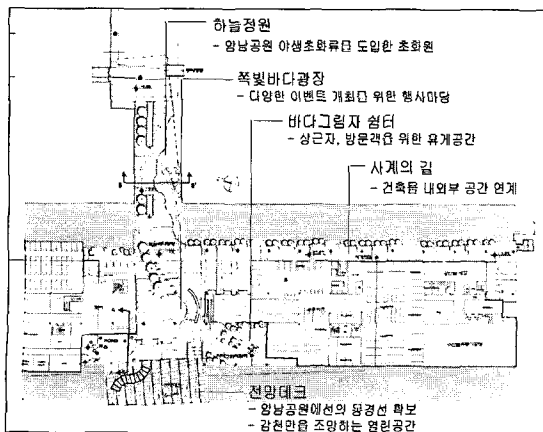 하늘정원
- 암남공원 야생초화류를 도입한 초화원
쪽빛바다광장
- 다양한 이벤트 개최를 위한 행사마당
바다그림자 쉼터
- 상근자, 방문객을 위한 휴게공간
사계의 길
- 건축물 내외부 공간 연계
전망데크
- 암남공원에서의 통경선 확보
- 감천만을 조망하는 열린공간